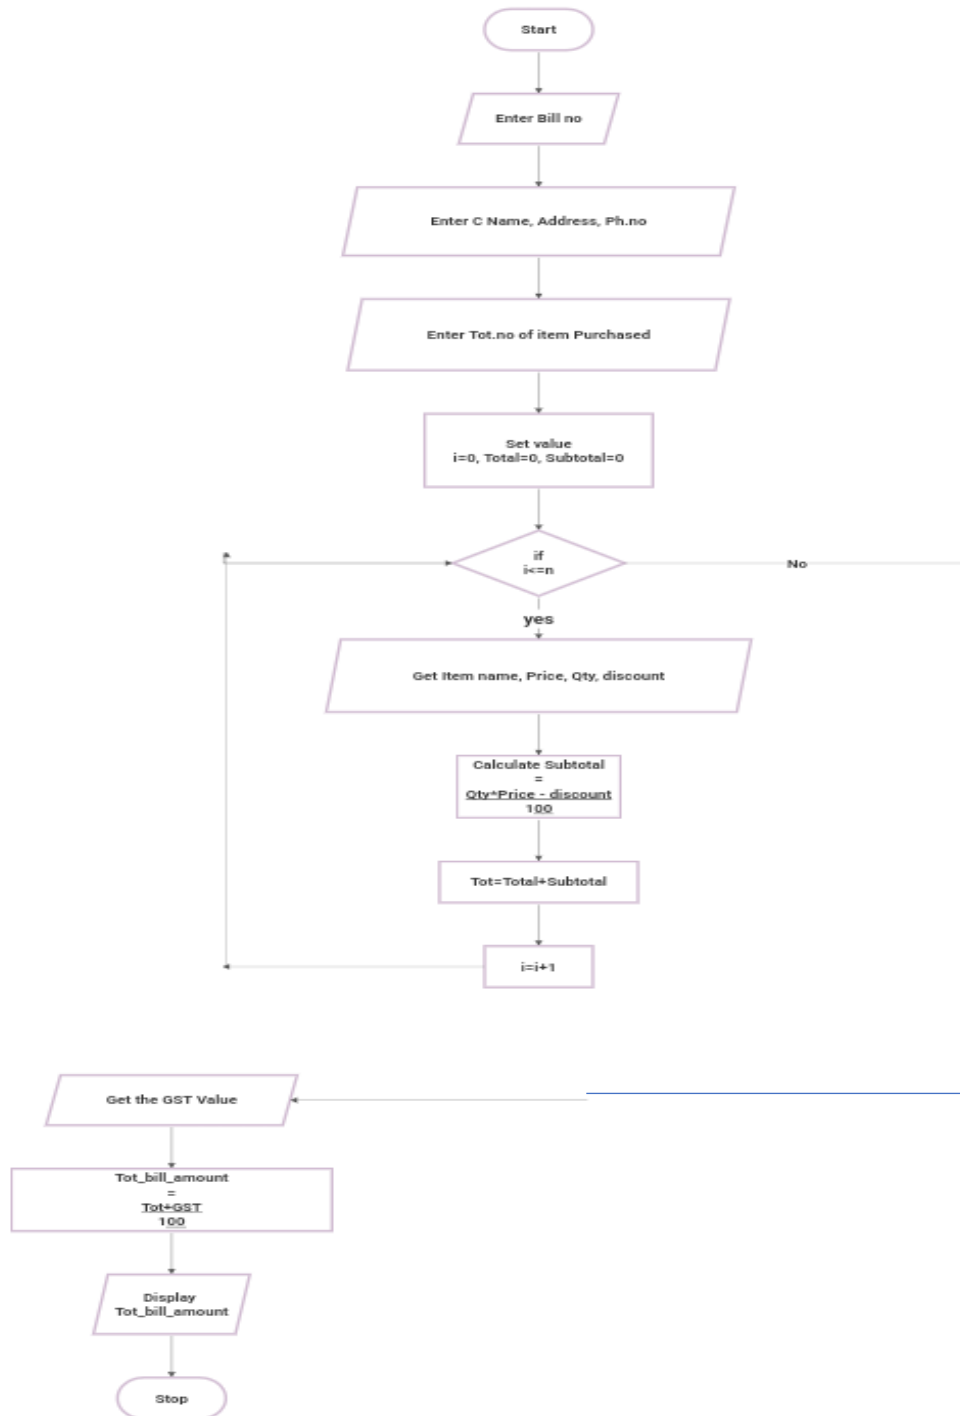 Start
Enter Bill no
Enter C Name, Address, Ph.no
Enter Tot.no of item Purchased
Set value
i=0, Total=0, Subtotal=0
if
i<=n
No
yes
Get Item name, Price, Qty, discount
Calculate Subtotal
=
Qty*Price - discount
100
Tot=Total+Subtotal
i=i+1
Get the GST Value
Tot_bill_amount
=
Tot+GST
100
Display
Tot_bill_amount
Stop